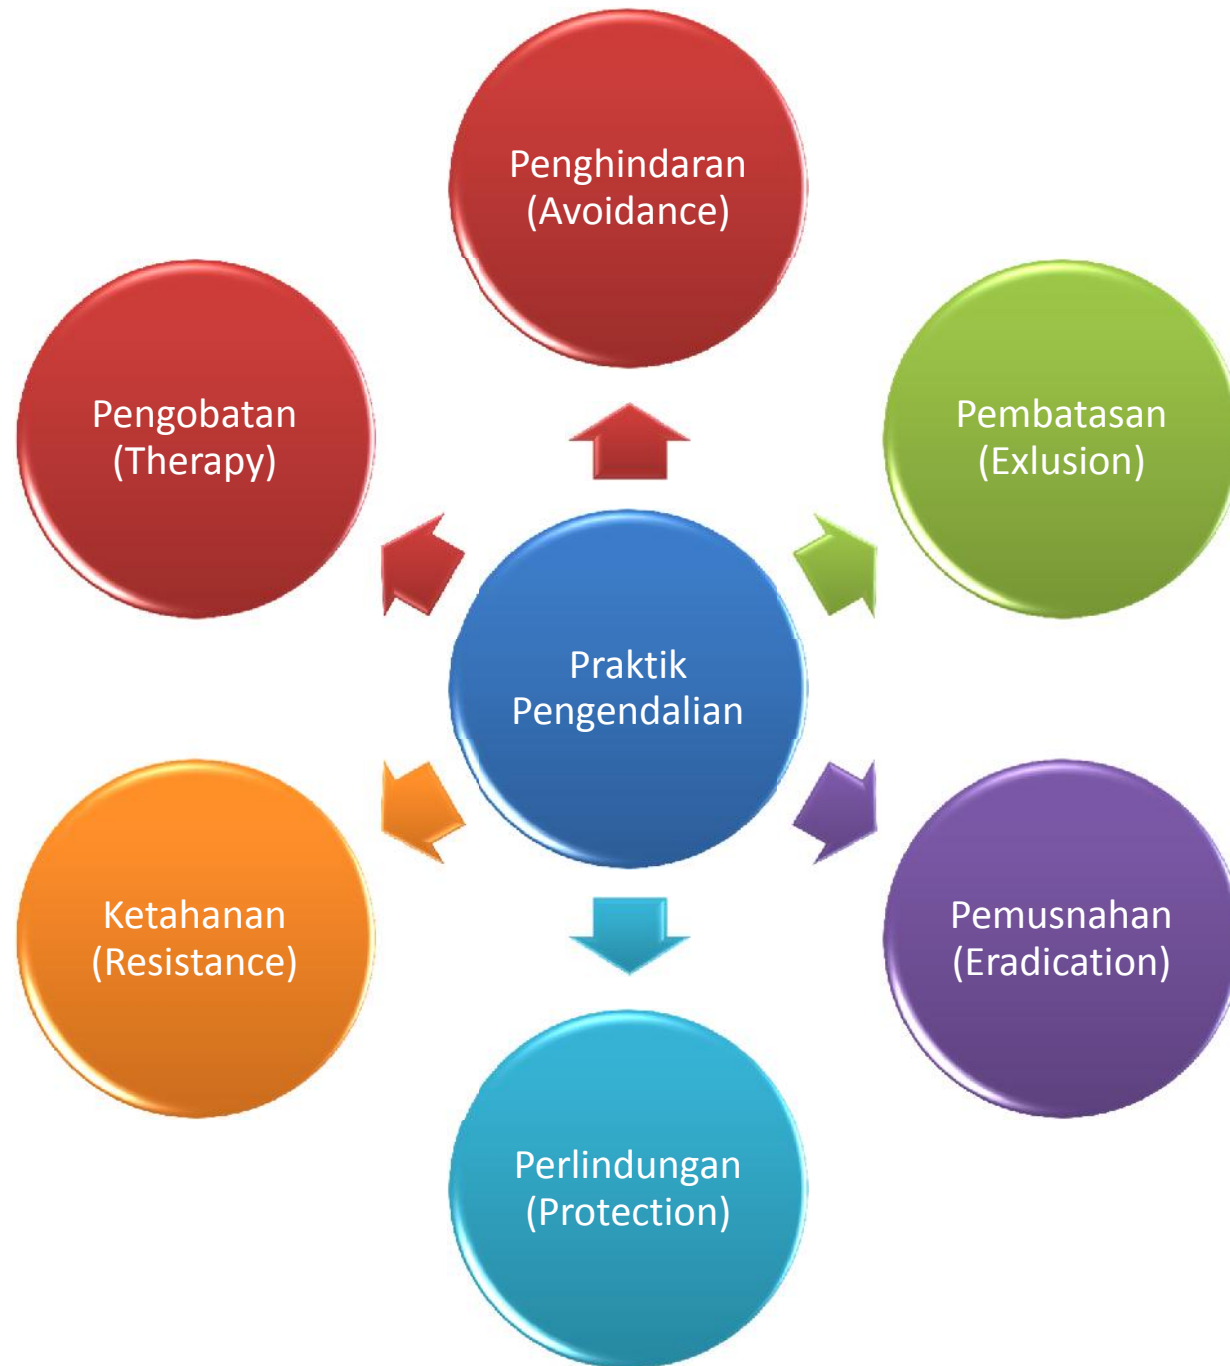 Penghindaran
(Avoidance)
Pengobatan
(Therapy)
Pembatasan
(Exlusion)
Praktik
Pengendalian
Ketahanan
(Resistance)
Pemusnahan
(Eradication)
Perlindungan
(Protection)